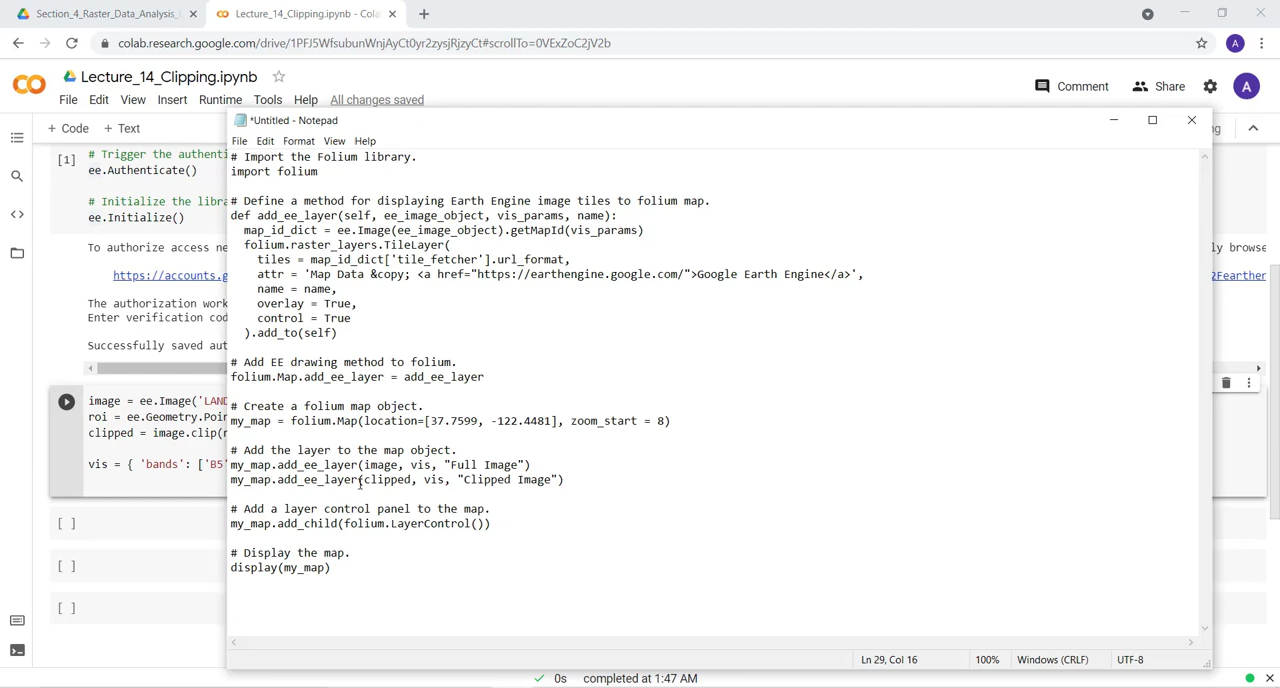 Section_4_Raster_Data_Analysis_
Lecture_14_Clipping.ipynb - Cola
colab.research.google.com/drive/1PFJ5WfsubunWnjAyCt0yr2zysjRjzyCt#scrollTo=0VExZoC2jV2b
A
Lecture_14_Clipping.ipynb
File Edit View Insert Runtime Tools Help All changes saved
Comment Share A
+ Code + Text
*Untitled - Notepad
File Edit Format View Help
[1] # Trigger the authenti
ee.Authenticate()
# Initialize the libra
ee.Initialize()
To authorize access ne
ly browse
https://accounts.g
2Fearther
The authorization work
Enter verification cod
Successfully saved aut
image = ee.Image('LAND
roi = ee.Geometry.Poin
clipped = image.clip(r
vis = { 'bands': ['B5'
[ ]
[ ]
[ ]
# Import the Folium library.
import folium
# Define a method for displaying Earth Engine image tiles to folium map.
def add_ee_layer(self, ee_image_object, vis_params, name):
map_id_dict = ee.Image(ee_image_object).getMapId(vis_params)
folium.raster_layers.TileLayer(
tiles = map_id_dict['tile_fetcher'].url_format,
attr = 'Map Data &copy; <a href="https://earthengine.google.com/">Google Earth Engine</a>',
name = name,
overlay = True,
control = True
).add_to(self)
# Add EE drawing method to folium.
folium.Map.add_ee_layer = add_ee_layer
# Create a folium map object.
my_map = folium.Map(location=[37.7599, -122.4481], zoom_start = 8)
# Add the layer to the map object.
my_map.add_ee_layer(image, vis, "Full Image")
my_map.add_ee_layer(clipped, vis, "Clipped Image")
# Add a layer control panel to the map.
my_map.add_child(folium.LayerControl())
# Display the map.
display(my_map)
Ln 29, Col 16 100% Windows (CRLF) UTF-8
0s completed at 1:47 AM